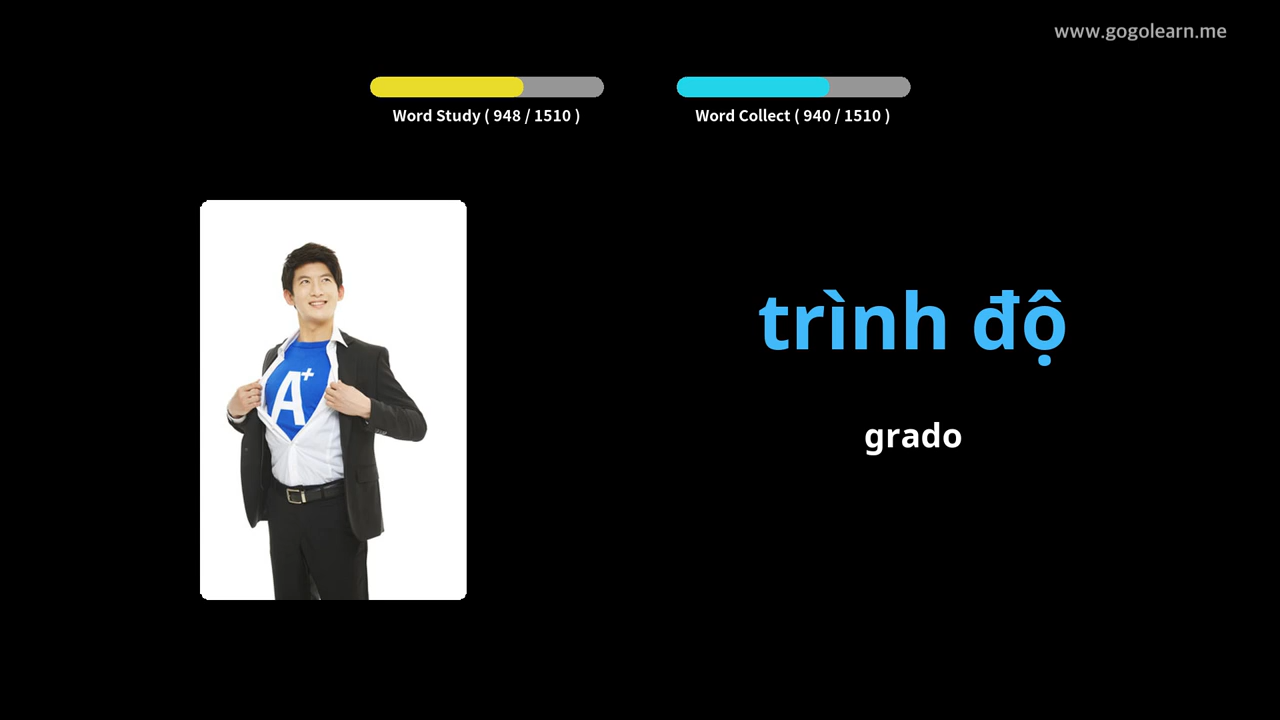 www.gogolearn.me
Word Study ( 948 / 1510 )
Word Collect ( 940 / 1510 )
A+
trình độ
grado